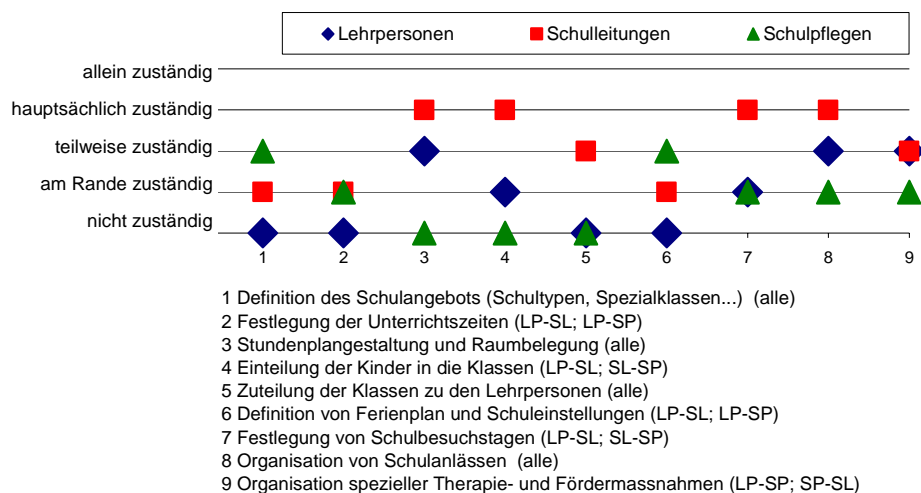 Lehrpersonen Schulleitungen Schulpflegen
allein zuständig
hauptsächlich zuständig
teilweise zuständig
am Rande zuständig
nicht zuständig
1 2 3 4 5 6 7 8 9
1 Definition des Schulangebots (Schultypen, Spezialklassen...) (alle)
2 Festlegung der Unterrichtszeiten (LP-SL; LP-SP)
3 Stundenplangestaltung und Raumbelegung (alle)
4 Einteilung der Kinder in die Klassen (LP-SL; SL-SP)
5 Zuteilung der Klassen zu den Lehrpersonen (alle)
6 Definition von Ferienplan und Schuleinstellungen (LP-SL; LP-SP)
7 Festlegung von Schulbesuchstagen (LP-SL; SL-SP)
8 Organisation von Schulanlässen (alle)
9 Organisation spezieller Therapie- und Fördermassnahmen (LP-SP; SP-SL)